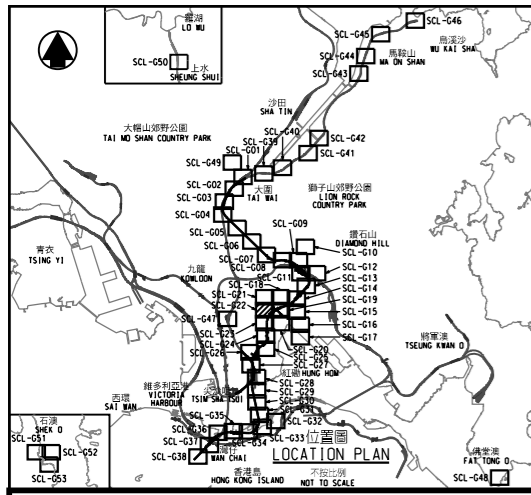 羅湖
LO WU
SCL-G50
上水
SHEUNG SHUI
SCL-G46
SCL-G45
烏溪沙
WU KAI SHA
SCL-G44
馬鞍山
MA ON SHAN
SCL-G43
沙田
SHA TIN
大帽山郊野公園
TAI MO SHAN COUNTRY PARK
SCL-G40
SCL-G39
SCL-G01
SCL-G42
SCL-G41
SCL-G49
SCL-G02
大圍
TAI WAI
獅子山郊野公園
LION ROCK
COUNTRY PARK
SCL-G03
SCL-G04
SCL-G05
SCL-G06
SCL-G07
SCL-G08
SCL-G09
鑽石山
DIAMOND HILL
SCL-G10
SCL-G11
SCL-G12
SCL-G13
SCL-G14
SCL-G18
SCL-G19
SCL-G15
SCL-G16
SCL-G17
青衣
TSING YI
九龍
KOWLOON
SCL-G21
SCL-G22
SCL-G47
SCL-G23
SCL-G24
SCL-G26
SCL-G20
SCL-G27
將軍澳
TSEUNG KWAN O
紅磡 HUNG HOM
SCL-G28
SCL-G29
SCL-G30
SCL-G31
SCL-G32
SCL-G33
SCL-G34
SCL-G35
SCL-G36
SCL-G37
SCL-G38
維多利亞港
VICTORIA
HARBOUR
TSIM SHA TSUI
西環
SAI WAN
灣仔
WAN CHAI
香港島
HONG KONG ISLAND
石澳
SHEK O
SCL-G51
SCL-G52
SCL-G53
佛堂澳
FAT TONG O
SCL-G48
位置圖
LOCATION PLAN
不按比例
NOT TO SCALE